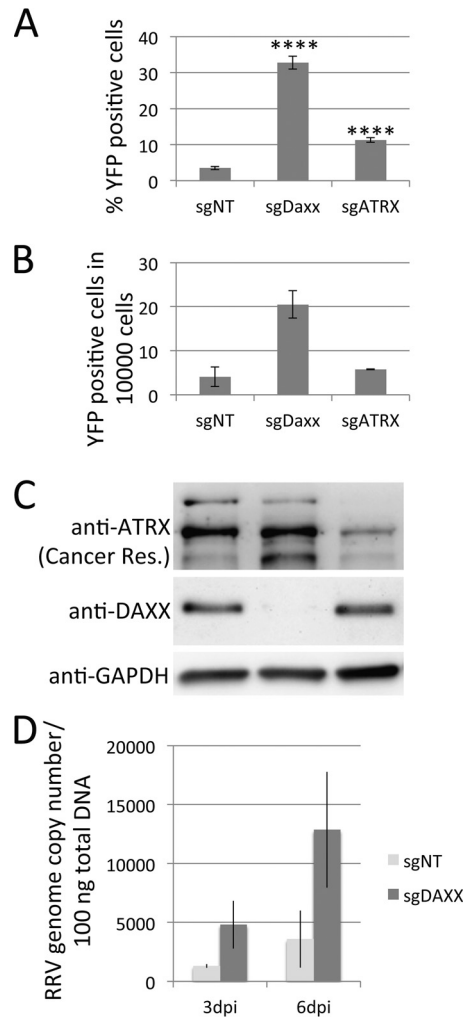 A
% YFP positive cells
40
30
20
10
0
****
****
sgNT sgDaxx sgATRX
B
YFP positive cells in
10000 cells
30
20
10
0
sgNT sgDaxx sgATRX
C
anti-ATRX
(Cancer Res.)
anti-DAXX
anti-GAPDH
D
RRV genome copy number/
100 ng total DNA
20000
15000
10000
5000
0
3dpi 6dpi
sgNT
sgDAXX